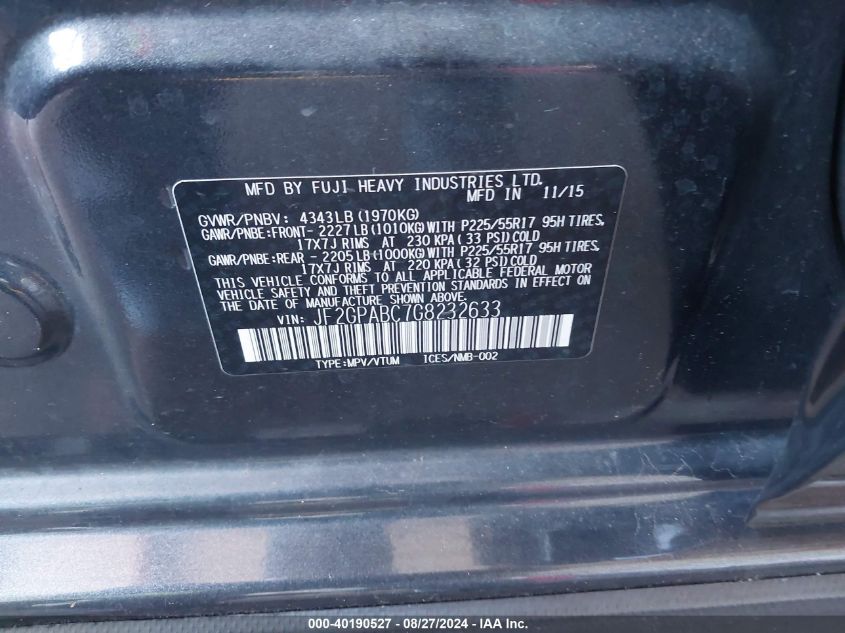 MFD BY FUJI HEAVY INDUSTRIES LTD.
MFD IN 11/15
GVWR/PNBV: 4343LB (1970KG)
GAWR/PNBE:FRONT- 2227LB (1010KG) WITH P225/55R17 95H TIRES,
17X7J RIMS AT 230 KPA( 33 PSI) COLD
GAWR/PNBE:REAR - 2205LB (1000KG) WITH P225/55R17 95H TIRES,
17X7J RIMS AT 220 KPA( 32 PSI) COLD
THIS VEHICLE CONFORMS TO ALL APPLICABLE FEDERAL MOTOR
VEHICLE SAFETY AND THEFT PREVENTION STANDARDS IN EFFECT ON
THE DATE OF MANUFACTURE SHOWN ABOVE.
VIN: JF2GPABC7G8232633
TYPE:MPV/VTUM ICES/NMB-002
000-40190527 - 08/27/2024 - IAA Inc.